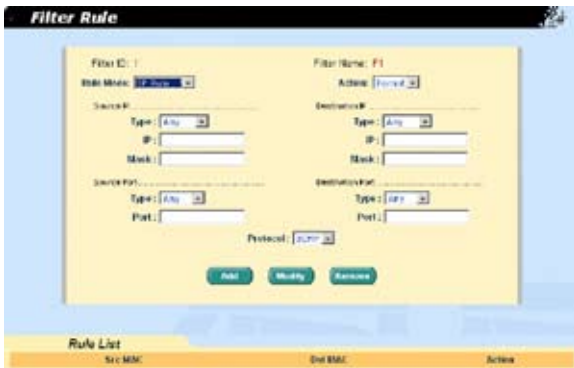 Filter Rule
Filter ID: 1 Filter Name: F1
Rule Mode: Action: Permit
Source IP Destination IP
Type: Any Type: Any
IP: IP:
Mask: Mask:
Source Port Destination Port
Type: Any Type: Any
Port: Port:
Protocol:
Add Modify Remove
Rule List
Src MAC Dst MAC Action